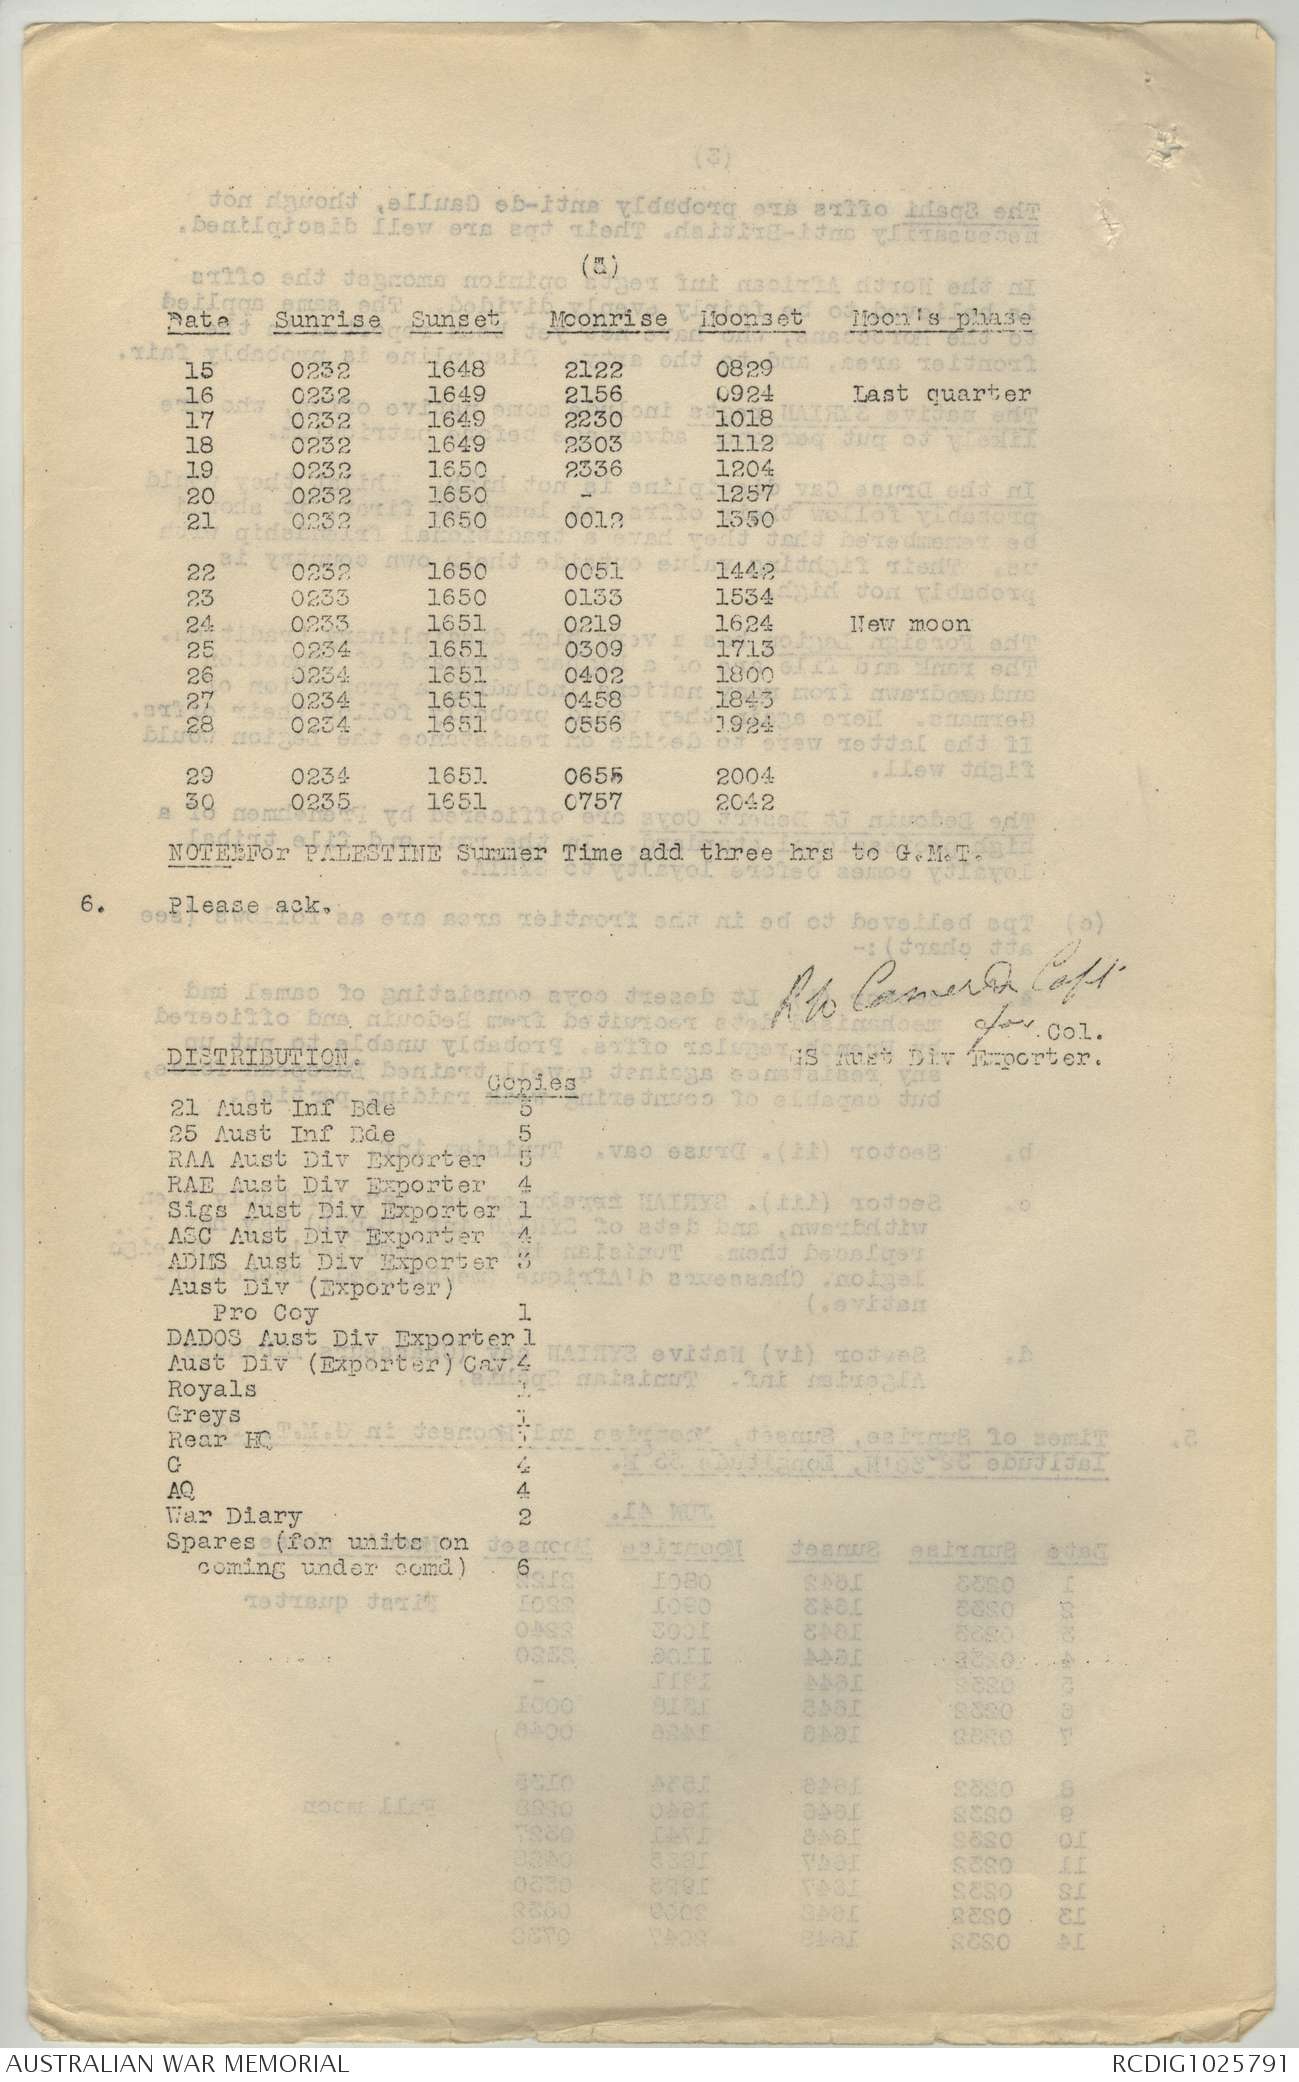 Date Sunrise Sunset Moonrise Moonset Moon's phase
15 0232 1648 2122 0829
16 0232 1649 2156 0924 Last quarter
17 0232 1649 2230 1018
18 0232 1649 2303 1112
19 0232 1650 2336 1204
20 0232 1650 - 1257
21 0232 1650 0012 1350
22 0232 1650 0051 1442
23 0233 1650 0133 1534
24 0233 1651 0219 1624 New moon
25 0234 1651 0309 1713
26 0234 1651 0402 1800
27 0234 1651 0458 1843
28 0234 1651 0556 1924
29 0234 1651 0655 2004
30 0235 1651 0757 2042
NOTE: For PALESTINE Summer Time add three hrs to G.M.T.
6. Please ack.
Capt
for Col.
GS Aust Div Exporter.
DISTRIBUTION.
Copies
21 Aust Inf Bde 5
25 Aust Inf Bde 5
RAA Aust Div Exporter 5
RAE Aust Div Exporter 4
Sigs Aust Div Exporter 1
ASC Aust Div Exporter 4
ADMS Aust Div Exporter 3
Aust Div (Exporter)
Pro Coy 1
DADOS Aust Div Exporter 1
Aust Div (Exporter) Cav 4
Royals 1
Greys 1
Rear HQ 1
G 4
AQ 4
War Diary 2
Spares (for units on
coming under comd) 6
AUSTRALIAN WAR MEMORIAL
RCDIG1025791